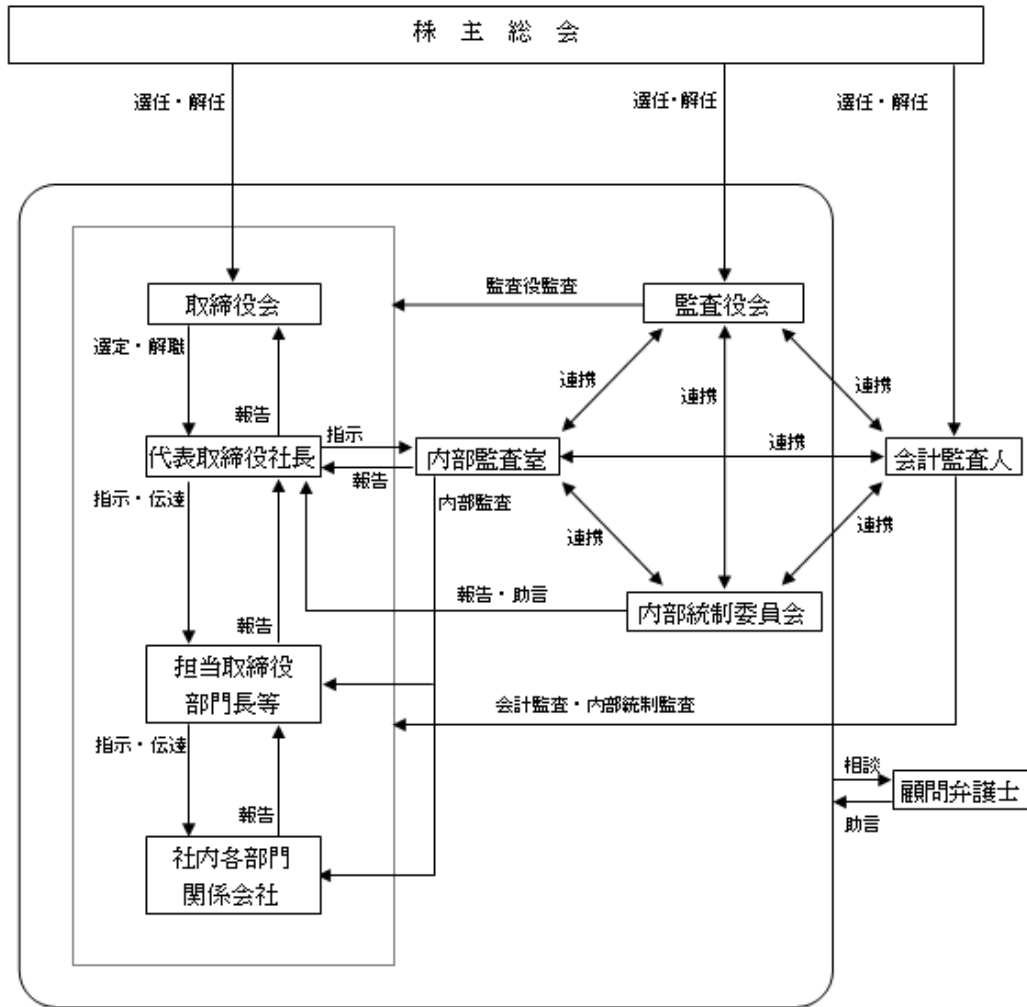 株主総会
選任・解任
選任・解任
選任・解任
取締役会
監査役監査
監査役会
選定・解職
報告
連携
連携
連携
代表取締役社長
指示
報告
内部監査室
連携
会計監査人
指示・伝達
内部監査
連携
連携
報告・助言
内部統制委員会
報告
担当取締役
部門長等
会計監査・内部統制監査
指示・伝達
相談
顧問弁護士
助言
報告
社内各部門
関係会社